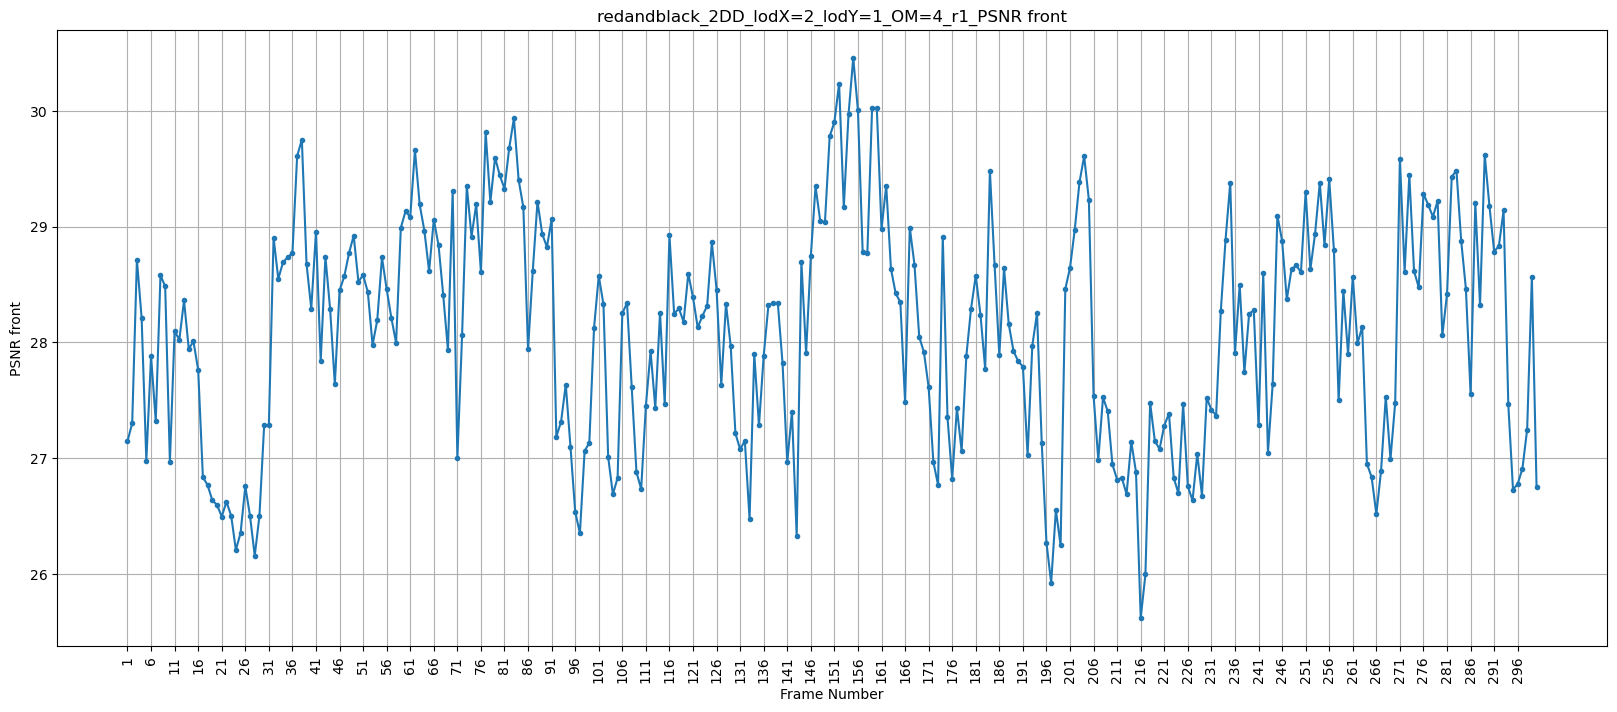 redandblack_2DD_lodX=2_lodY=1_OM=4_r1_PSNR front
PSNR front
30
29
28
27
26
1 6 11 16 21 26 31 36 41 46 51 56 61 66 71 76 81 86 91 96 101 106 111 116 121 126 131 136 141 146 151 156 161 166 171 176 181 186 191 196 201 206 211 216 221 226 231 236 241 246 251 256 261 266 271 276 281 286 291 296
Frame Number